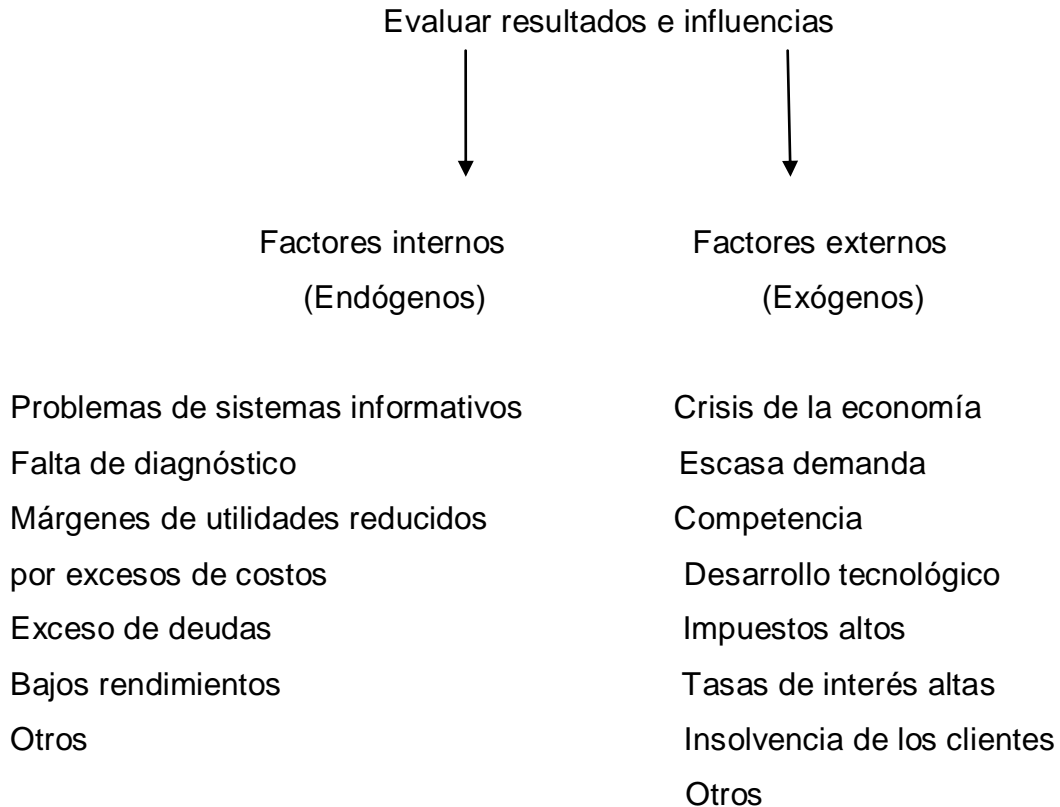 Evaluar resultados e influencias
Factores internos
(Endógenos)
Problemas de sistemas informativos
Falta de diagnóstico
Márgenes de utilidades reducidos
por excesos de costos
Exceso de deudas
Bajos rendimientos
Otros
Factores externos
(Exógenos)
Crisis de la economía
Escasa demanda
Competencia
Desarrollo tecnológico
Impuestos altos
Tasas de interés altas
Insolvencia de los clientes
Otros